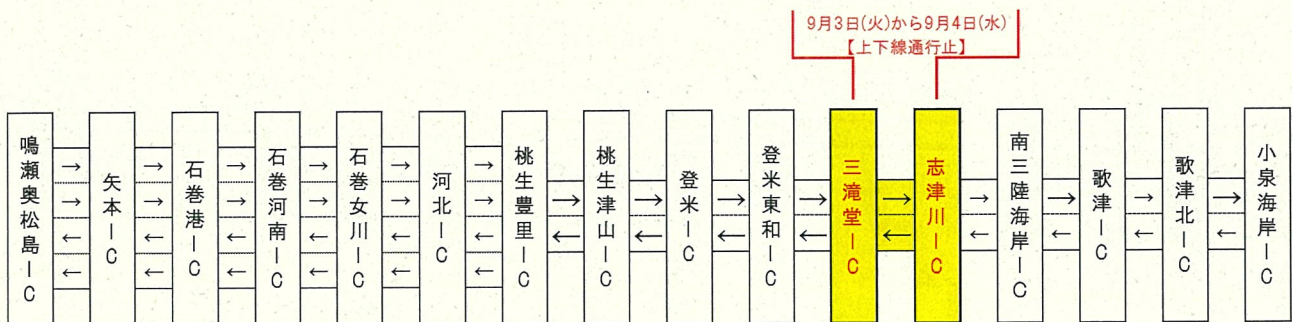 9月3日(火)から9月4日(水)
【上下線通行止】
鳴瀬奥松島IC
矢本IC
石巻港IC
石巻河南IC
石巻女川IC
河北IC
桃生豊里IC
桃生津山IC
登米IC
登米東和IC
三滝堂IC
志津川IC
南三陸海岸IC
歌津IC
歌津北IC
小泉海岸IC